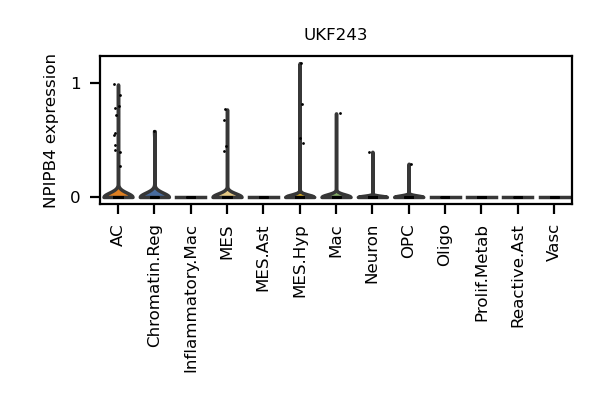 UKF243
NPIPB4 expression
1
0
AC
Chromatin.Reg
Inflammatory.Mac
MES
MES.Ast
MES.Hyp
Mac
Neuron
OPC
Oligo
Prolif.Metab
Reactive.Ast
Vasc